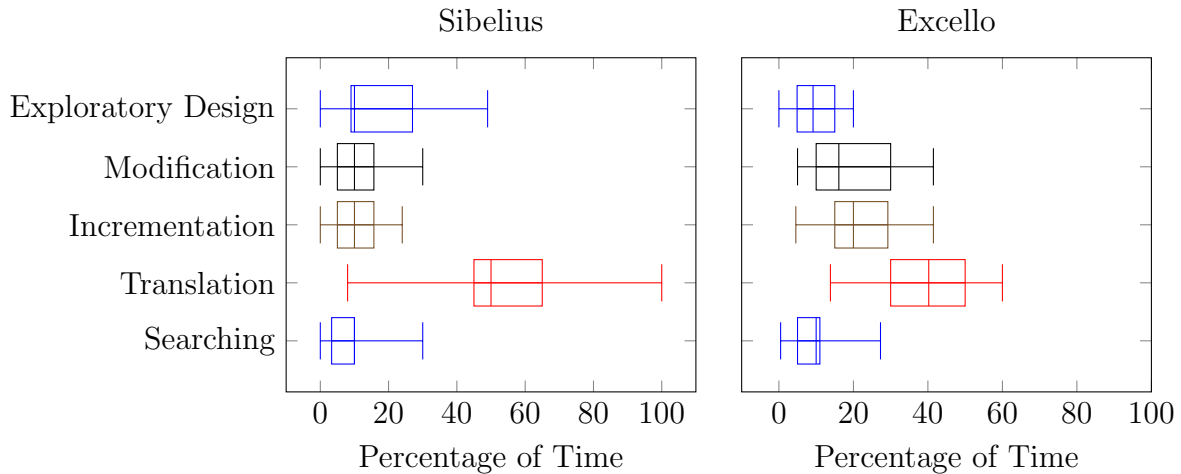 Sibelius
Excello
Exploratory Design
Modification
Incrementation
Translation
Searching
0 20 40 60 80 100
0 20 40 60 80 100
Percentage of Time
Percentage of Time